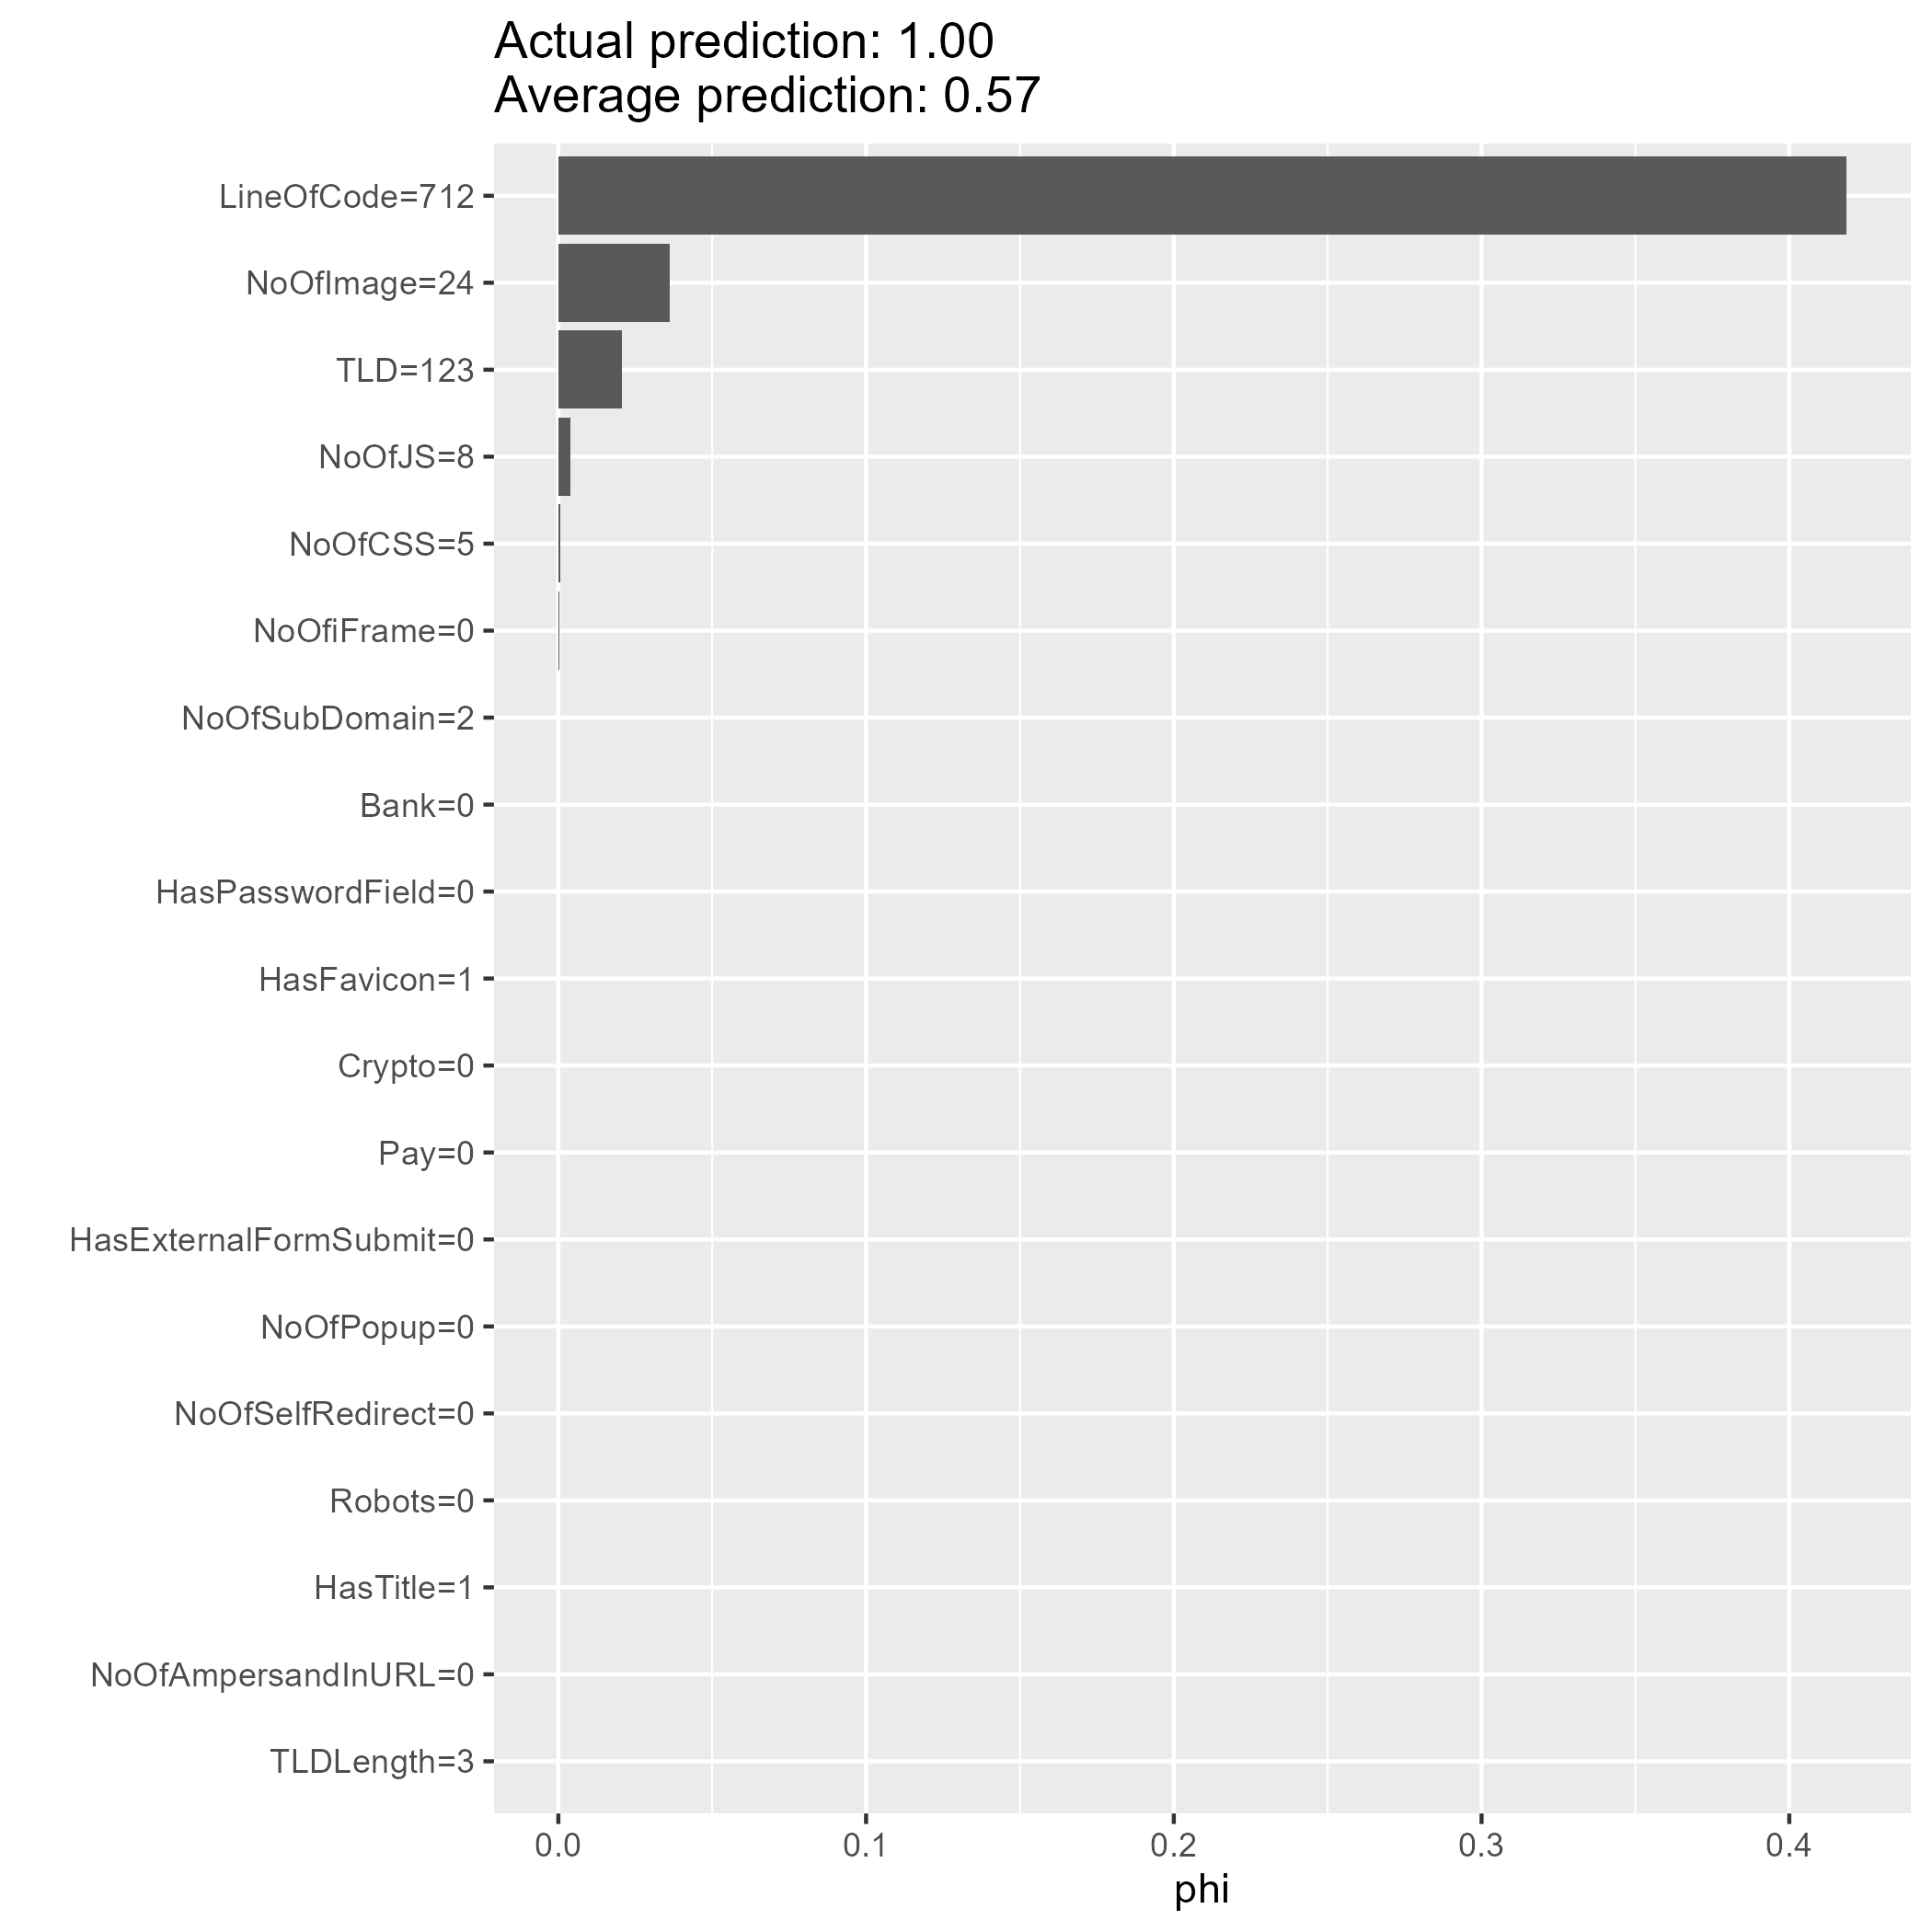 Actual prediction: 1.00
Average prediction: 0.57
LineOfCode=712
NoOfImage=24
TLD=123
NoOfJS=8
NoOfCSS=5
NoOfiFrame=0
NoOfSubDomain=2
Bank=0
HasPasswordField=0
HasFavicon=1
Crypto=0
Pay=0
HasExternalFormSubmit=0
NoOfPopup=0
NoOfSelfRedirect=0
Robots=0
HasTitle=1
NoOfAmpersandInURL=0
TLDLength=3
0.0 0.1 0.2 0.3 0.4
phi